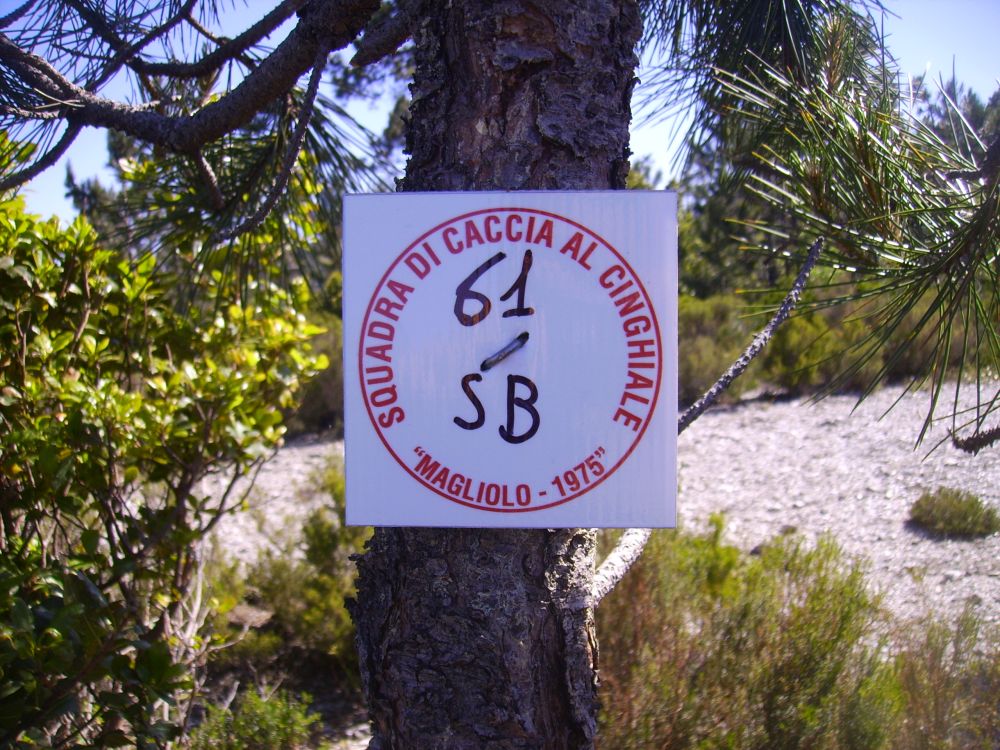 SQUADRA DI CACCIA AL CINGHIALE
61
SB
"MAGLIOLO - 1975"